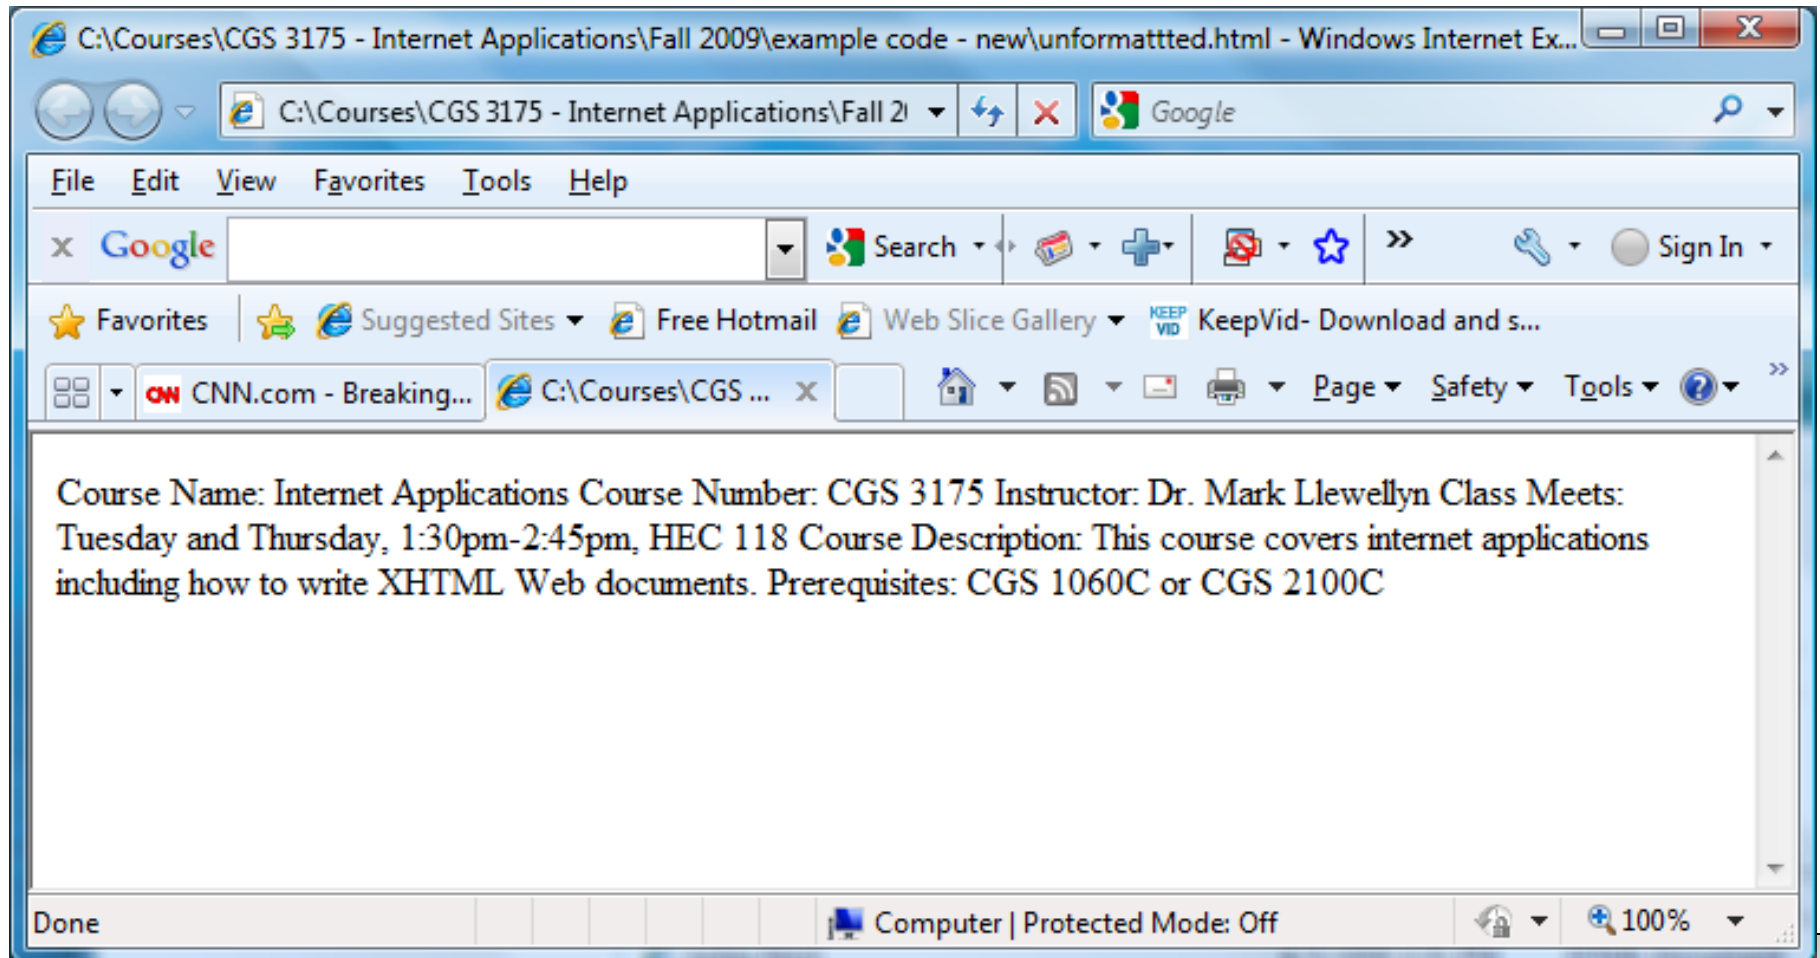 C:\Courses\CGS 3175 - Internet Applications\Fall 2009\example code - new\unformattted.html - Windows Internet Ex...
C:\Courses\CGS 3175 - Internet Applications\Fall 2 Google
File Edit View Favorites Tools Help
x Google Search Sign In
Favorites Suggested Sites Free Hotmail Web Slice Gallery KEEP VID KeepVid- Download and s...
CNN CNN.com - Breaking... C:\Courses\CGS ... x Page Safety Tools
Course Name: Internet Applications Course Number: CGS 3175 Instructor: Dr. Mark Llewellyn Class Meets:
Tuesday and Thursday, 1:30pm-2:45pm, HEC 118 Course Description: This course covers internet applications
including how to write XHTML Web documents. Prerequisites: CGS 1060C or CGS 2100C
Done Computer | Protected Mode: Off 100%